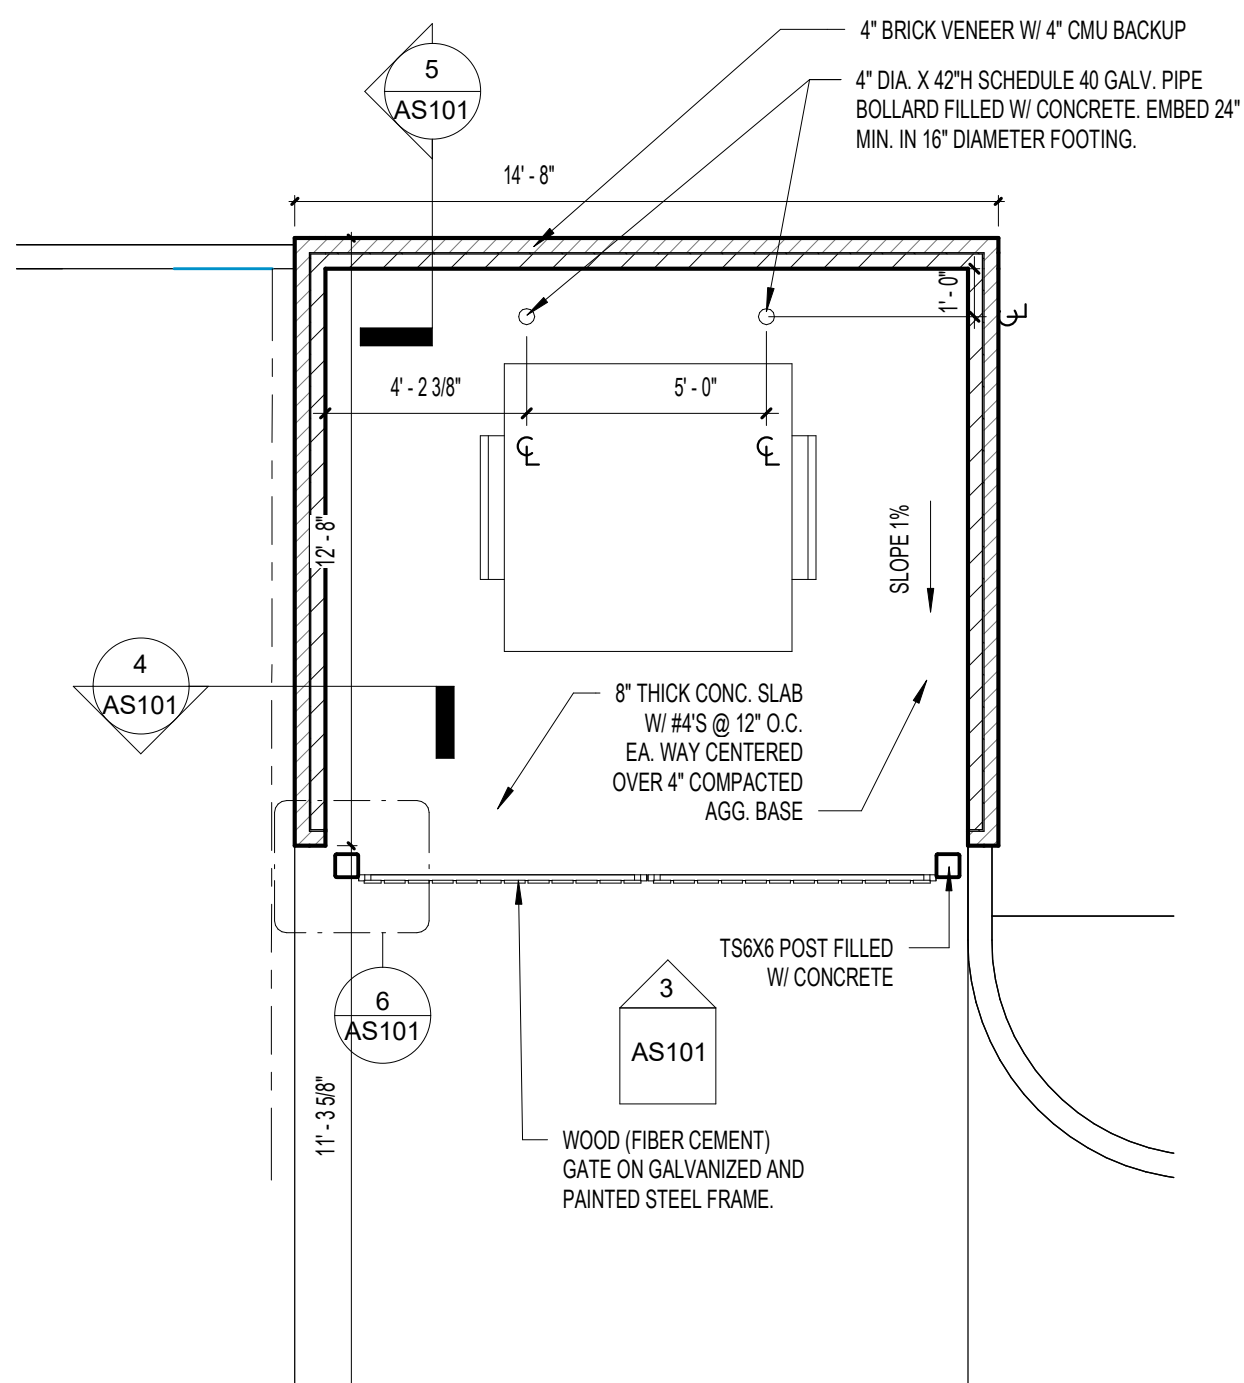 4" BRICK VENEER W/ 4" CMU BACKUP
5
AS101
4" DIA. X 42"H SCHEDULE 40 GALV. PIPE
BOLLARD FILLED W/ CONCRETE. EMBED 24"
MIN. IN 16" DIAMETER FOOTING.
14' - 8"
1' - 0"
℄
4' - 2 3/8"
5' - 0"
℄
℄
12' - 8"
SLOPE 1%
4
AS101
8" THICK CONC. SLAB
W/ #4'S @ 12" O.C.
EA. WAY CENTERED
OVER 4" COMPACTED
AGG. BASE
TS6X6 POST FILLED
W/ CONCRETE
6
AS101
3
AS101
11' - 3 5/8"
WOOD (FIBER CEMENT)
GATE ON GALVANIZED AND
PAINTED STEEL FRAME.